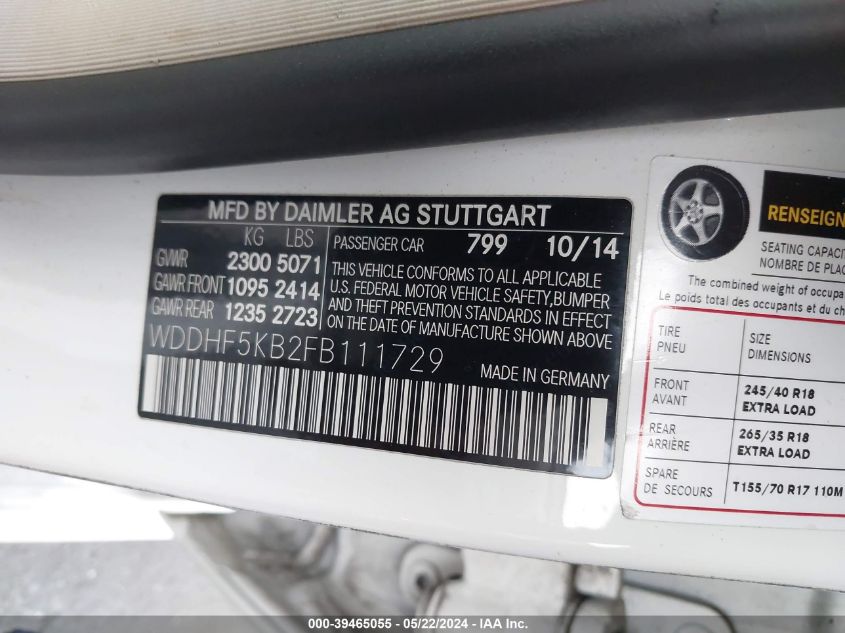 MFD BY DAIMLER AG STUTTGART
KG LBS
GVWR 2300 5071
GAWR FRONT 1095 2414
GAWR REAR 1235 2723
PASSENGER CAR 799 10/14
THIS VEHICLE CONFORMS TO ALL APPLICABLE
U.S. FEDERAL MOTOR VEHICLE SAFETY,BUMPER
AND THEFT PREVENTION STANDARDS IN EFFECT
ON THE DATE OF MANUFACTURE SHOWN ABOVE
WDDHF5KB2FB111729
MADE IN GERMANY
RENSEIGN
SEATING CAPACIT
NOMBRE DE PLAC
The combined weight of occupa
Le poids total des occupants et du ch
TIRE SIZE
PNEU DIMENSIONS
FRONT 245/40 R18
AVANT EXTRA LOAD
REAR 265/35 R18
ARRIÈRE EXTRA LOAD
SPARE
DE SECOURS T155/70 R17 110M
000-39465055 - 05/22/2024 - IAA Inc.